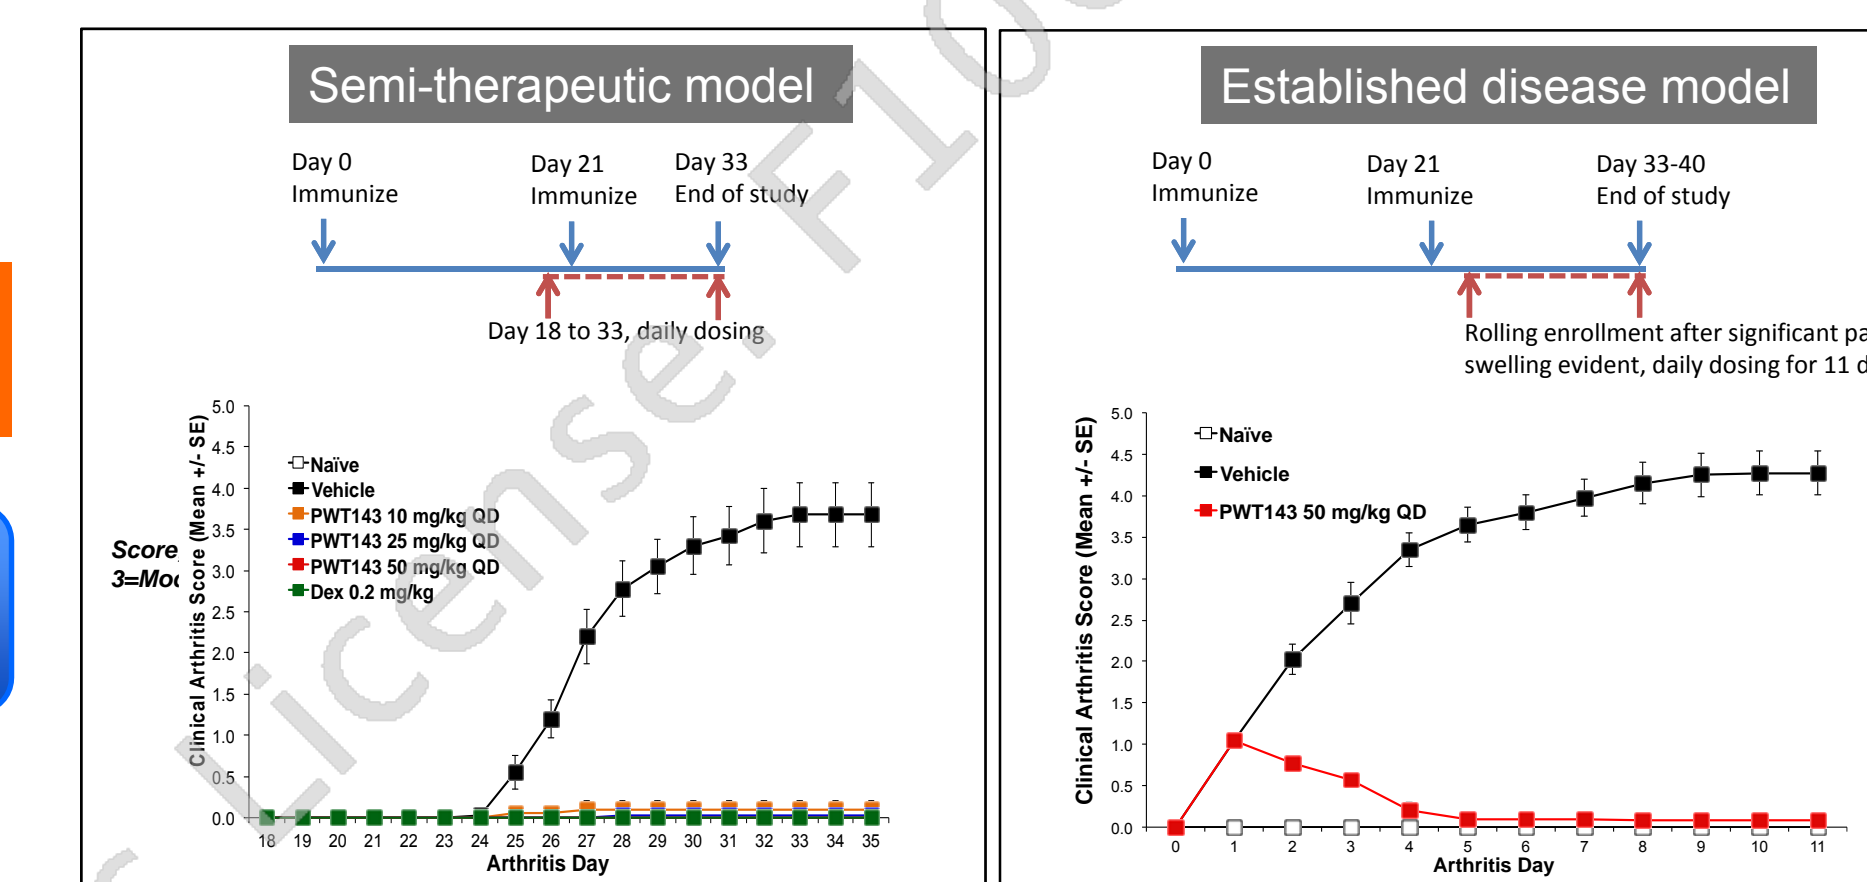 Semi-therapeutic model
Day 0
Immunize
Day 21
Immunize
Day 33
End of study
Day 18 to 33, daily dosing
Score
3=Mod
Clinical Arthritis Score (Mean +/- SE)
5.0
4.5
4.0
3.5
3.0
2.5
2.0
1.5
1.0
0.5
0.0
Naïve
Vehicle
PWT143 10 mg/kg QD
PWT143 25 mg/kg QD
PWT143 50 mg/kg QD
Dex 0.2 mg/kg
18 19 20 21 22 23 24 25 26 27 28 29 30 31 32 33 34 35
Arthritis Day
Established disease model
Day 0
Immunize
Day 21
Immunize
Day 33-40
End of study
Rolling enrollment after significant pa
swelling evident, daily dosing for 11 d
Clinical Arthritis Score (Mean +/- SE)
5.0
4.5
4.0
3.5
3.0
2.5
2.0
1.5
1.0
0.5
0.0
Naïve
Vehicle
PWT143 50 mg/kg QD
0 1 2 3 4 5 6 7 8 9 10 11
Arthritis Day
License. F10